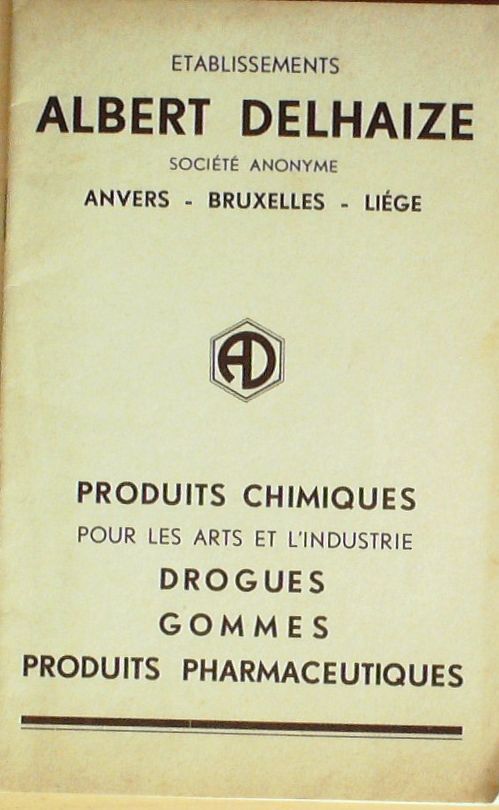 ETABLISSEMENTS
ALBERT DELHAIZE
SOCIÉTÉ ANONYME
ANVERS - BRUXELLES - LIÉGE
AD
PRODUITS CHIMIQUES
POUR LES ARTS ET L'INDUSTRIE
DROGUES
GOMMES
PRODUITS PHARMACEUTIQUES